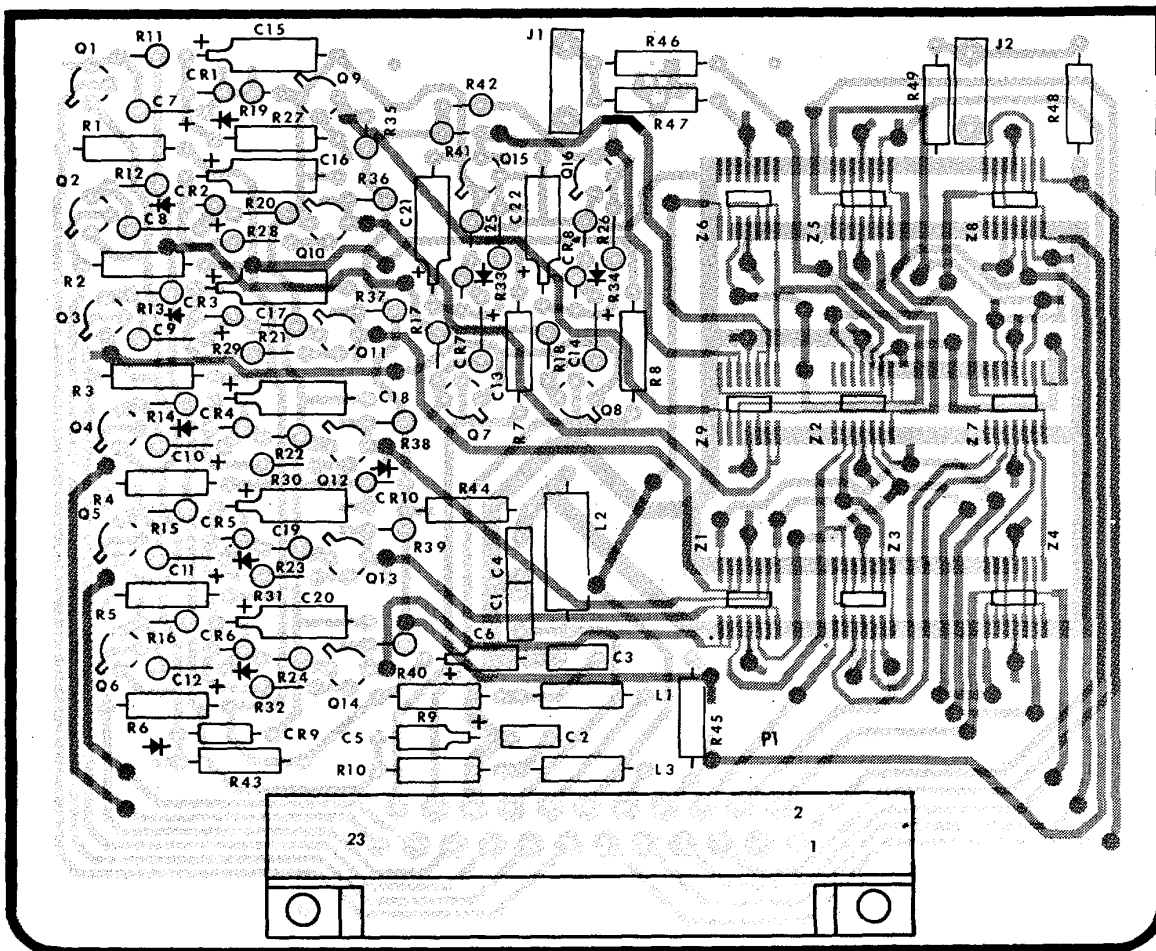 Q1 R11 C15 J1 R46 J2
CR1 Q9 R42 R49
C7 R19 R35 R48
R1 R27 R47
C16 R41 Q15 Q16
Q2 R12 CR2 R36
C8 R20 C21 C22 Z6 Z5 Z8
R28 25 CR8 R26
R2 Q10 R33 R34
Q3 R13 CR3 R37
C9 C17 R17
R21 Q11 CR7 R18 C14
R29 C13 R8
R3 C18
Q4 R14 CR4 Q7 R7 Q8 Z9 Z2 Z7
C10 R22 R38
R4 R30 Q12 CR10 R44
Q5 R15 CR5 C19 L2
R39 Z1 Z3 Z4
C11 R23 Q13 C4
R5 R31 C20 C1
R16 CR6 C6 C3
Q6 C12 R24 R40
R32 Q14 L1
R6 CR9 C5 R9 C2 R45 P1
R43 R10 L3
23 2
1